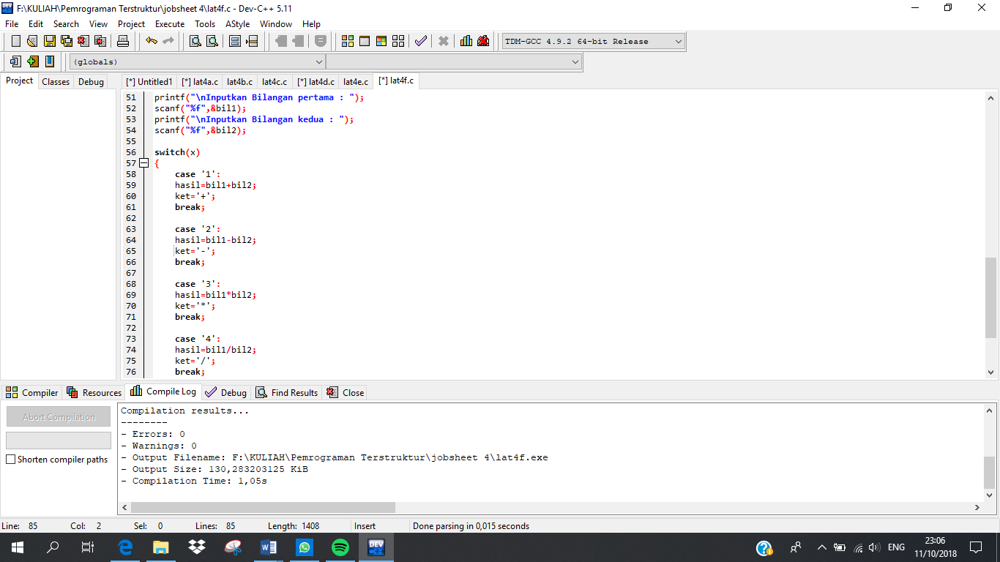 F:\KULIAH\Pemrograman Terstruktur\jobsheet 4\lat4f.c - Dev-C++ 5.11
File Edit Search View Project Execute Tools AStyle Window Help
TDM-GCC 4.9.2 64-bit Release
(globals)
Project Classes Debug
[*] Untitled1 [*] lat4a.c lat4b.c lat4c.c [*] lat4d.c lat4e.c [*] lat4f.c
51 printf("\nInputkan Bilangan pertama : ");
52 scanf("%f",&bil1);
53 printf("\nInputkan Bilangan kedua : ");
54 scanf("%f",&bil2);
55
56 switch(x)
57 {
58 case '1':
59 hasil=bil1+bil2;
60 ket='+';
61 break;
62
63 case '2':
64 hasil=bil1-bil2;
65 ket='-';
66 break;
67
68 case '3':
69 hasil=bil1*bil2;
70 ket='*';
71 break;
72
73 case '4':
74 hasil=bil1/bil2;
75 ket='/';
76 break;
Compiler Resources Compile Log Debug Find Results Close
Abort Compilation
Shorten compiler paths
Compilation results...
--------
- Errors: 0
- Warnings: 0
- Output Filename: F:\KULIAH\Pemrograman Terstruktur\jobsheet 4\lat4f.exe
- Output Size: 130,283203125 KiB
- Compilation Time: 1,05s
Line: 85 Col: 2 Sel: 0 Lines: 85 Length: 1408 Insert Done parsing in 0,015 seconds
DEV
ENG
23:06
11/10/2018